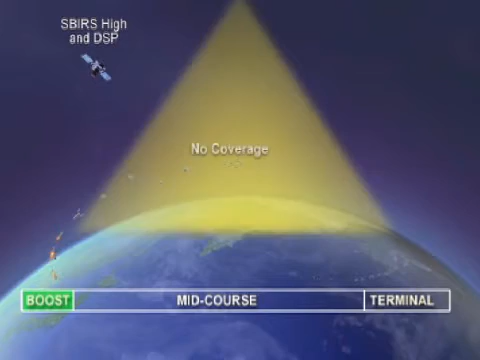 SBIRS High
and DSP
No Coverage
BOOST
MID-COURSE
TERMINAL